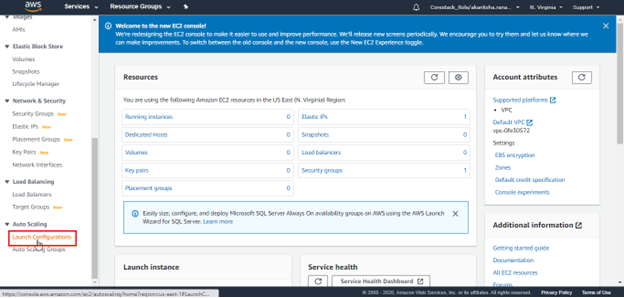 aws
Services
Resource Groups
Corestack_Role/akanksha.nana...
N. Virginia
Support
Images
AMIs
Elastic Block Store
Volumes
Snapshots
Lifecycle Manager
Network & Security
Security Groups New
Elastic IPs New
Placement Groups New
Key Pairs New
Network Interfaces
Load Balancing
Load Balancers
Target Groups New
Auto Scaling
Launch Configurations
Auto Scaling Groups
Welcome to the new EC2 console!
We're redesigning the EC2 console to make it easier to use and improve performance. We'll release new screens periodically. We encourage you to try them and let us know where we
can make improvements. To switch between the old console and the new console, use the New EC2 Experience toggle.
Resources
You are using the following Amazon EC2 resources in the US East (N. Virginia) Region:
Running instances 0
Elastic IPs 1
Dedicated Hosts 0
Snapshots 0
Volumes 0
Load balancers 0
Key pairs 0
Security groups 1
Placement groups 0
Easily size, configure, and deploy Microsoft SQL Server Always On availability groups on AWS using the AWS Launch
Wizard for SQL Server. Learn more
Launch instance
Service health
Service Health Dashboard
Account attributes
Supported platforms
• VPC
Default VPC
vpc-0fe30572
Settings
EBS encryption
Zones
Default credit specification
Console experiments
Additional information
Getting started guide
Documentation
All EC2 resources
Forums
https://console.aws.amazon.com/ec2/autoscaling/home?region=us-east-1#LaunchC...
© 2008 - 2020, Amazon Web Services, Inc. or its affiliates. All rights reserved.
Privacy Policy
Terms of Use